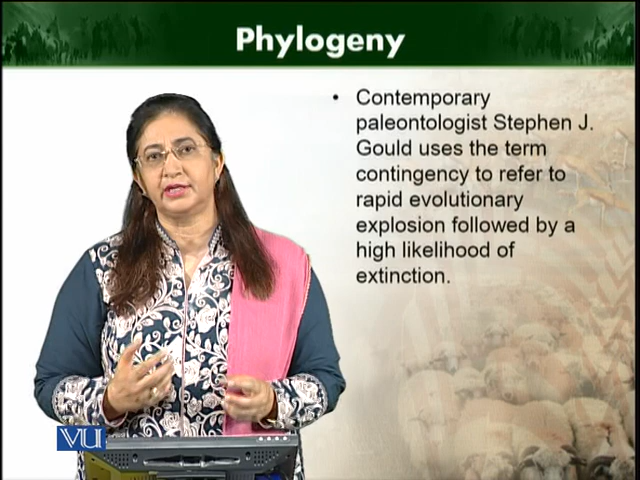 Phylogeny
• Contemporary
paleontologist Stephen J.
Gould uses the term
contingency to refer to
rapid evolutionary
explosion followed by a
high likelihood of
extinction.
VU